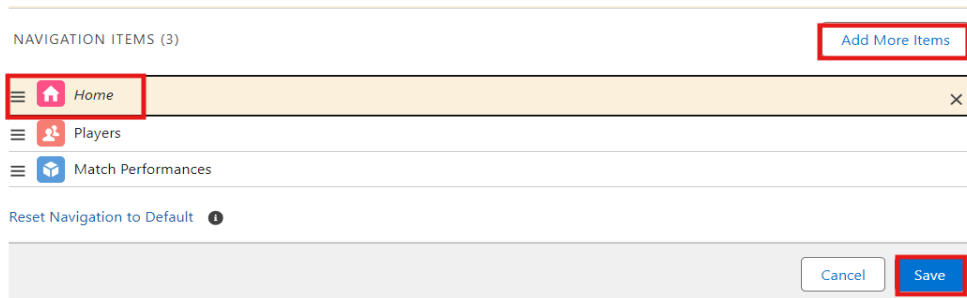 NAVIGATION ITEMS (3)
Add More Items
Home
Players
Match Performances
Reset Navigation to Default
Cancel
Save